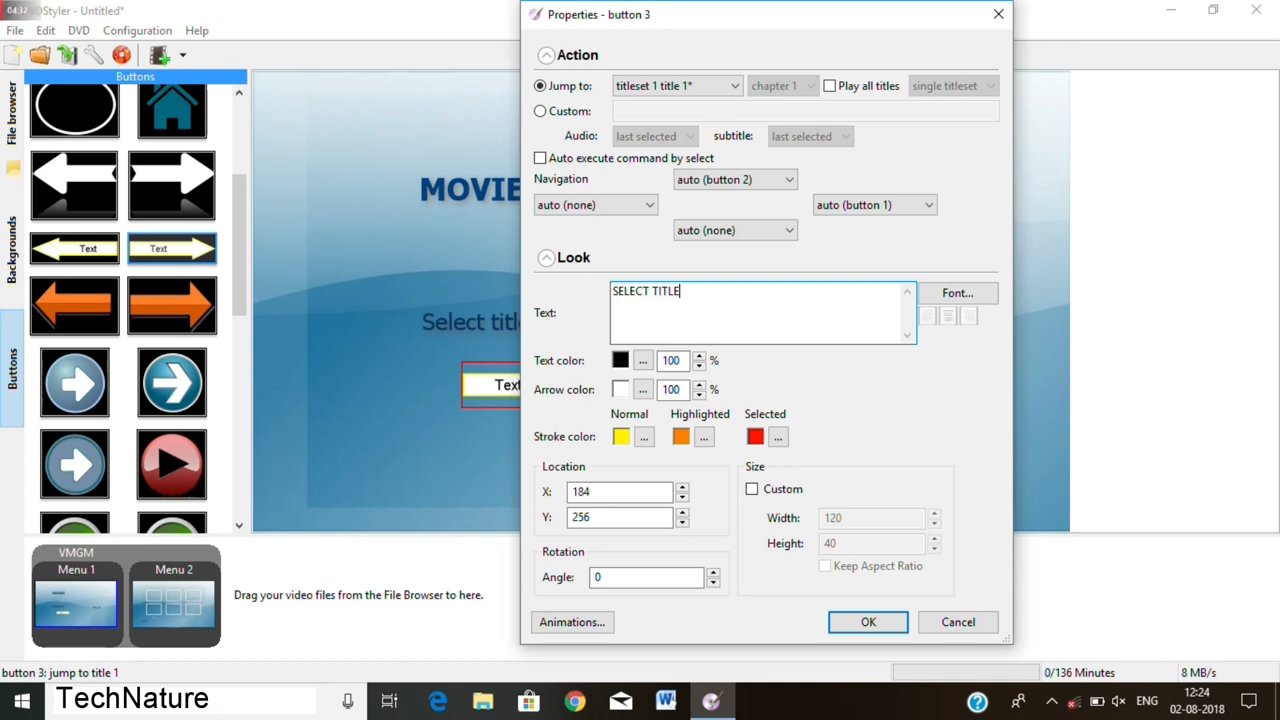 04:32
DStyler - Untitled*
File Edit DVD Configuration Help
Buttons
File browser
Backgrounds
Buttons
Text
Text
MOVIE
Select titl
Text
Properties - button 3
Action
Jump to: titleset 1 title 1* chapter 1 Play all titles single titleset
Custom:
Audio: last selected subtitle: last selected
Auto execute command by select
Navigation auto (button 2)
auto (none) auto (button 1)
auto (none)
Look
Text: SELECT TITLE Font...
Text color: ... 100 %
Arrow color: ... 100 %
Normal Highlighted Selected
Stroke color: ... ... ...
Location
X: 184
Y: 256
Size
Custom
Width: 120
Height: 40
Keep Aspect Ratio
Rotation
Angle: 0
Animations... OK Cancel
VMGM
Menu 1 Menu 2
Drag your video files from the File Browser to here.
button 3: jump to title 1 0/136 Minutes 8 MB/s
TechNature
ENG
12:24
02-08-2018